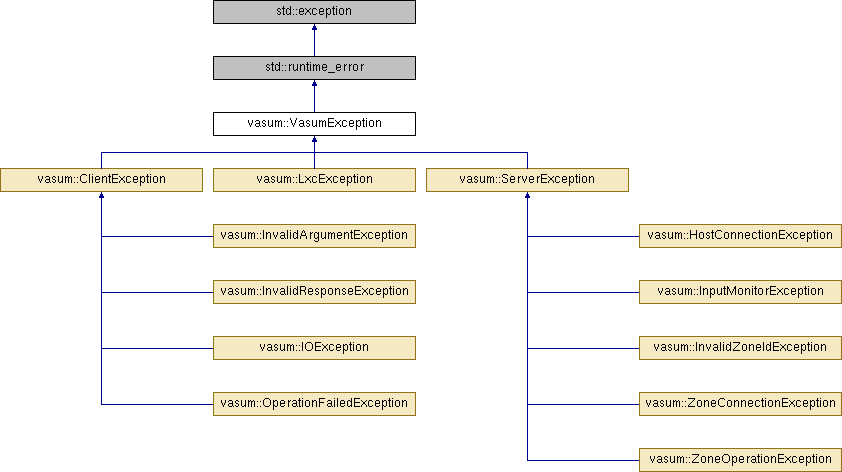 std::exception
std::runtime_error
vasum::VasumException
vasum::ClientException
vasum::LxcException
vasum::ServerException
vasum::InvalidArgumentException
vasum::HostConnectionException
vasum::InvalidResponseException
vasum::InputMonitorException
vasum::IOException
vasum::InvalidZoneIdException
vasum::OperationFailedException
vasum::ZoneConnectionException
vasum::ZoneOperationException